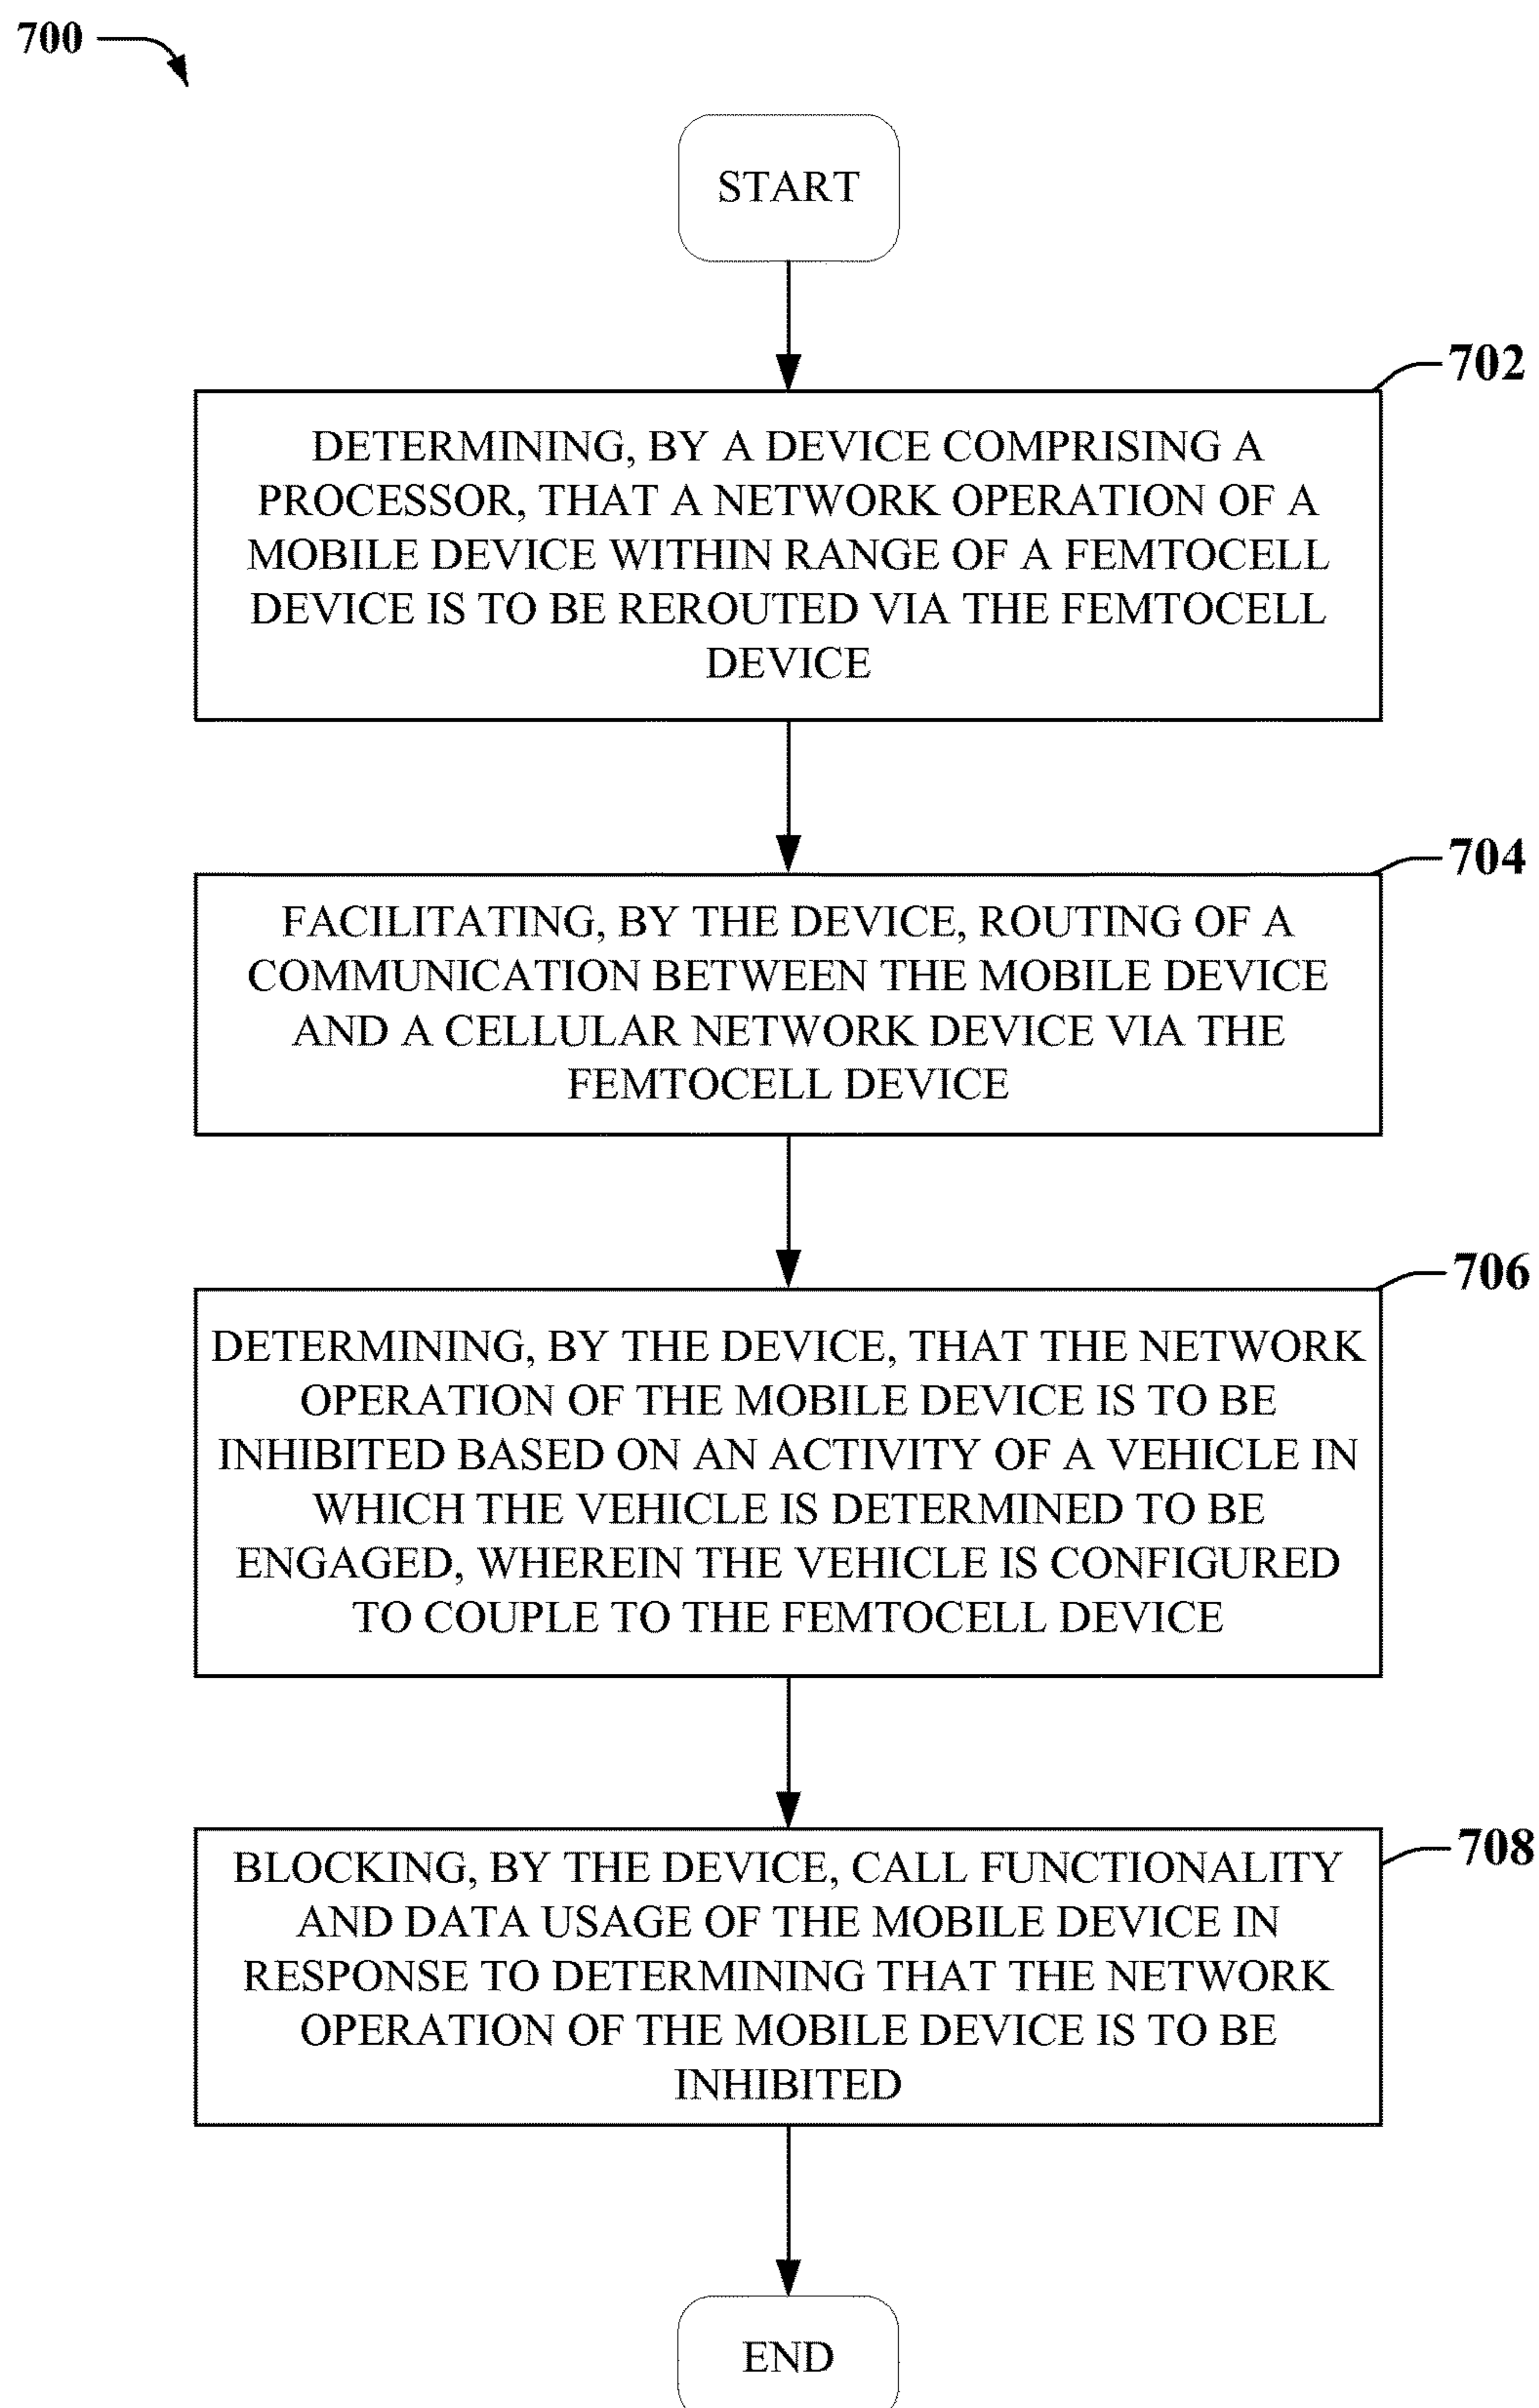 700
START
702
DETERMINING, BY A DEVICE COMPRISING A
PROCESSOR, THAT A NETWORK OPERATION OF A
MOBILE DEVICE WITHIN RANGE OF A FEMTOCELL
DEVICE IS TO BE REROUTED VIA THE FEMTOCELL
DEVICE
704
FACILITATING, BY THE DEVICE, ROUTING OF A
COMMUNICATION BETWEEN THE MOBILE DEVICE
AND A CELLULAR NETWORK DEVICE VIA THE
FEMTOCELL DEVICE
706
DETERMINING, BY THE DEVICE, THAT THE NETWORK
OPERATION OF THE MOBILE DEVICE IS TO BE
INHIBITED BASED ON AN ACTIVITY OF A VEHICLE IN
WHICH THE VEHICLE IS DETERMINED TO BE
ENGAGED, WHEREIN THE VEHICLE IS CONFIGURED
TO COUPLE TO THE FEMTOCELL DEVICE
708
BLOCKING, BY THE DEVICE, CALL FUNCTIONALITY
AND DATA USAGE OF THE MOBILE DEVICE IN
RESPONSE TO DETERMINING THAT THE NETWORK
OPERATION OF THE MOBILE DEVICE IS TO BE
INHIBITED
END